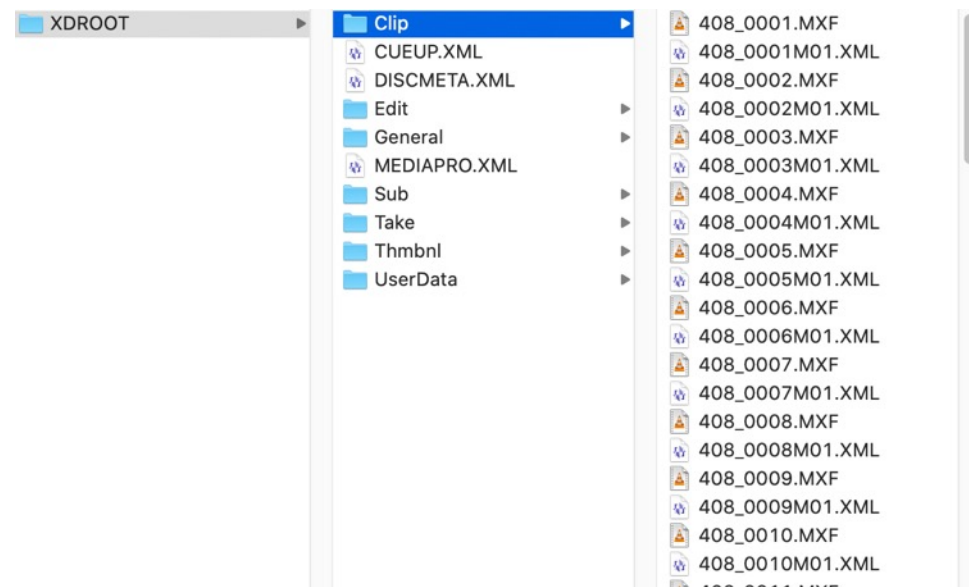 XDROOT
Clip
CUEUP.XML
DISCMETA.XML
Edit
General
MEDIAPRO.XML
Sub
Take
Thmbnl
UserData
408_0001.MXF
408_0001M01.XML
408_0002.MXF
408_0002M01.XML
408_0003.MXF
408_0003M01.XML
408_0004.MXF
408_0004M01.XML
408_0005.MXF
408_0005M01.XML
408_0006.MXF
408_0006M01.XML
408_0007.MXF
408_0007M01.XML
408_0008.MXF
408_0008M01.XML
408_0009.MXF
408_0009M01.XML
408_0010.MXF
408_0010M01.XML